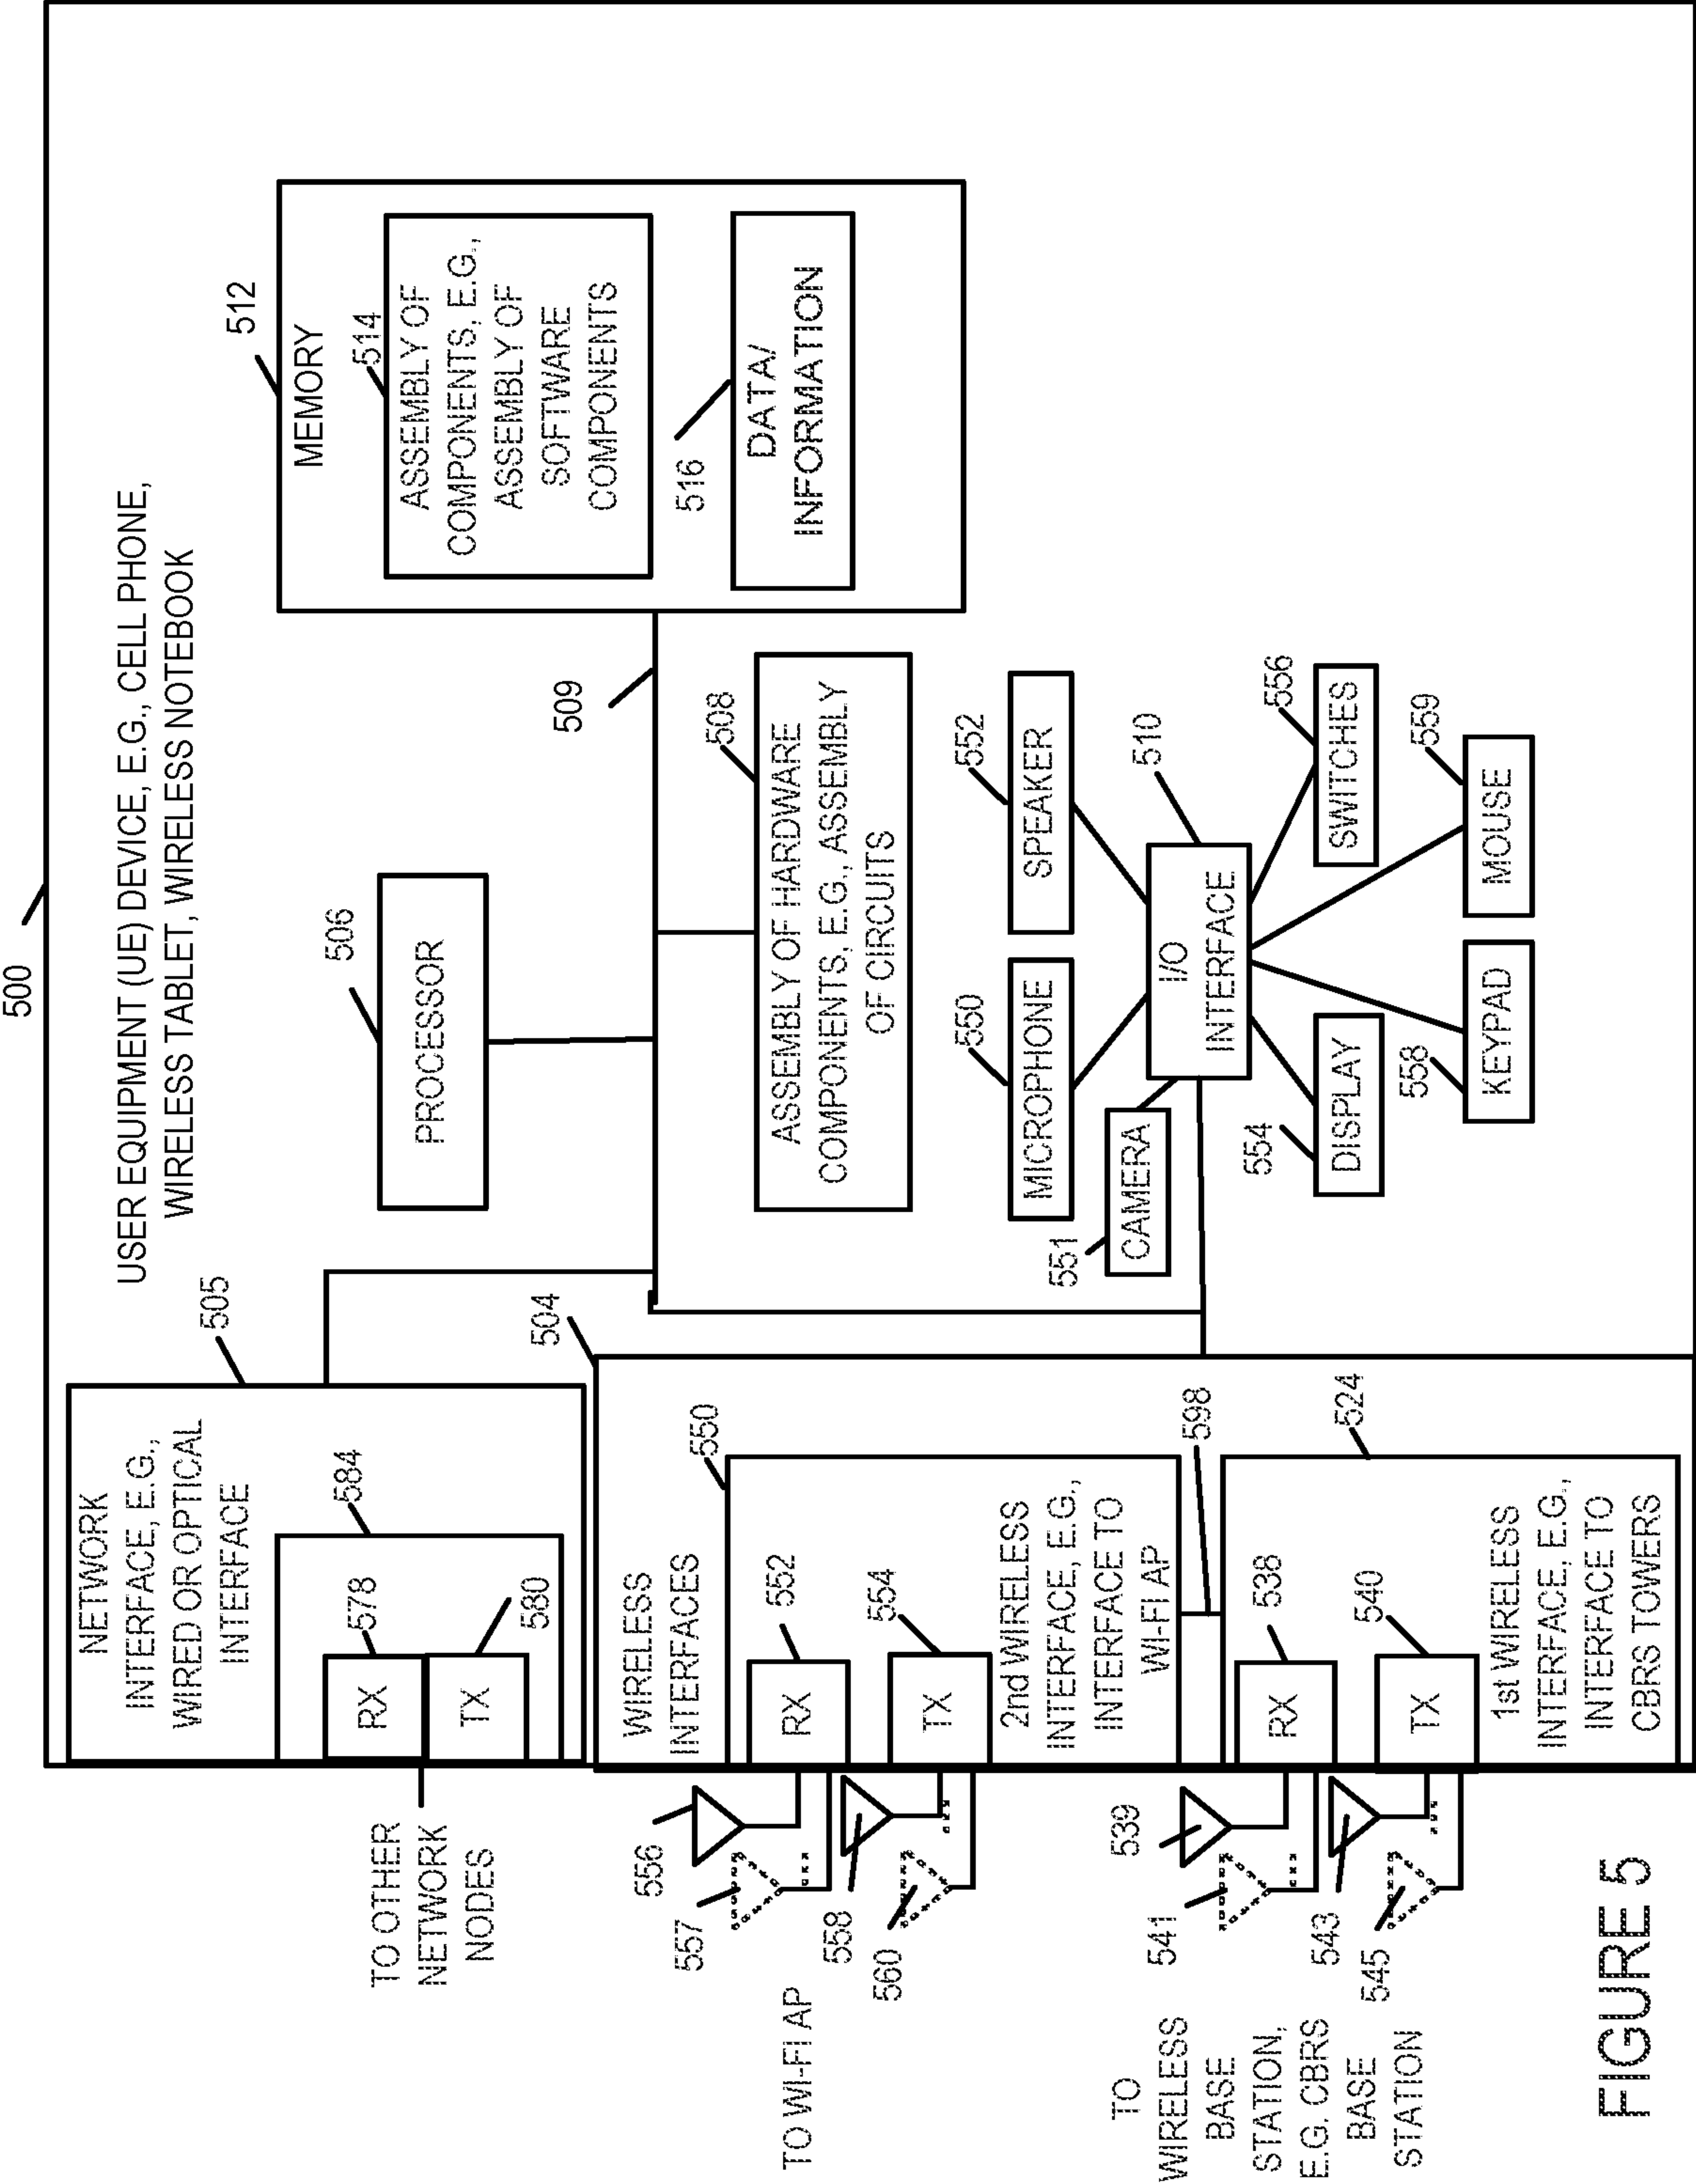 500
USER EQUIPMENT (UE) DEVICE, E.G., CELL PHONE,
WIRELESS TABLET, WIRELESS NOTEBOOK
505
NETWORK
INTERFACE, E.G.,
WIRED OR OPTICAL
INTERFACE
584
578
RX
TX
580
TO OTHER
NETWORK
NODES
506
PROCESSOR
512
MEMORY
514
ASSEMBLY OF
COMPONENTS, E.G.,
ASSEMBLY OF
SOFTWARE
COMPONENTS
516
DATA/
INFORMATION
509
508
ASSEMBLY OF HARDWARE
COMPONENTS, E.G., ASSEMBLY
OF CIRCUITS
504
WIRELESS
INTERFACES
550
552
RX
554
TX
2nd WIRELESS
INTERFACE, E.G.,
INTERFACE TO
WI-FI AP
556
557
558
560
TO WI-FI AP
598
524
538
RX
540
TX
1st WIRELESS
INTERFACE, E.G.,
INTERFACE TO
CBRS TOWERS
539
541
543
545
TO
WIRELESS
BASE
STATION,
E.G. CBRS
BASE
STATION
550
MICROPHONE
552
SPEAKER
551
CAMERA
510
I/O
INTERFACE
554
DISPLAY
556
SWITCHES
558
KEYPAD
559
MOUSE
FIGURE 5